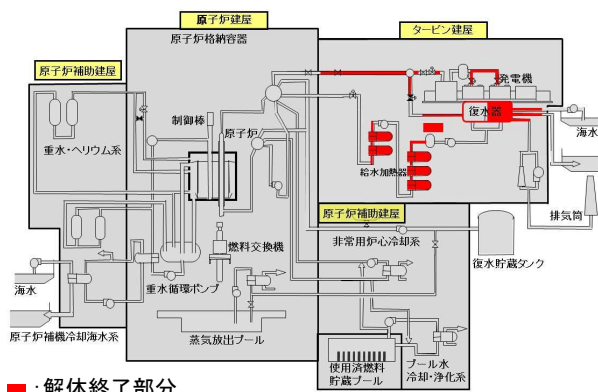 原子炉建屋
タービン建屋
原子炉格納容器
原子炉補助建屋
発電機
制御棒
原子炉
復水器
海水
重水・ヘリウム系
給水加熱器
原子炉補助建屋
排気筒
非常用炉心冷却系
燃料交換機
復水貯蔵タンク
海水
重水循環ポンプ
原子炉補機冷却海水系
蒸気放出プール
使用済燃料
貯蔵プール
プール水
冷却・浄化系
:解体終了部分